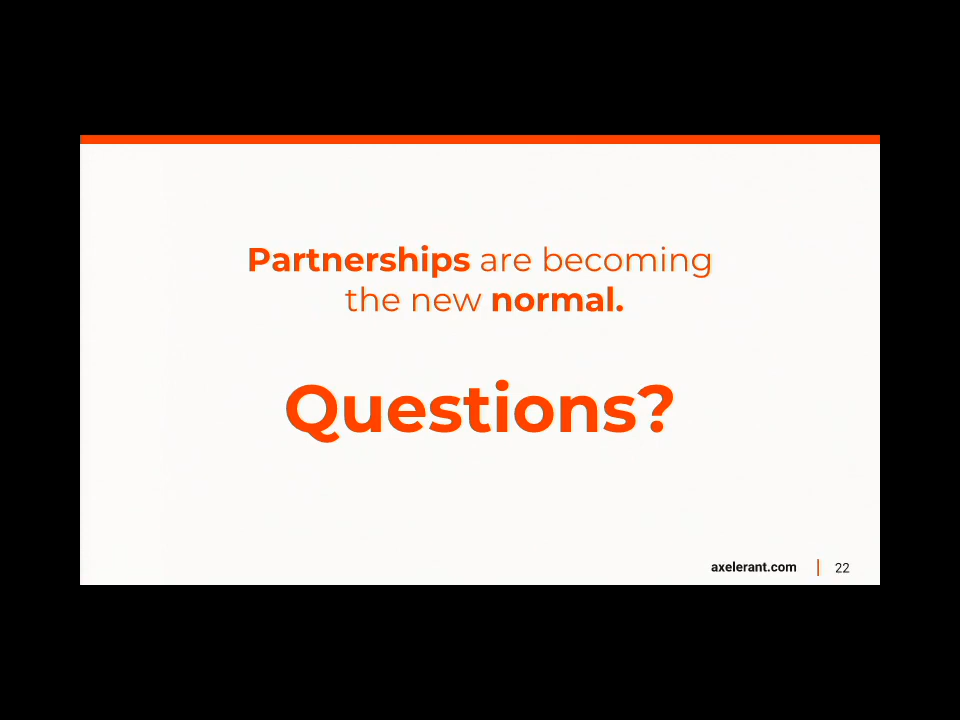 Partnerships are becoming
the new normal.
Questions?
axelerant.com | 22